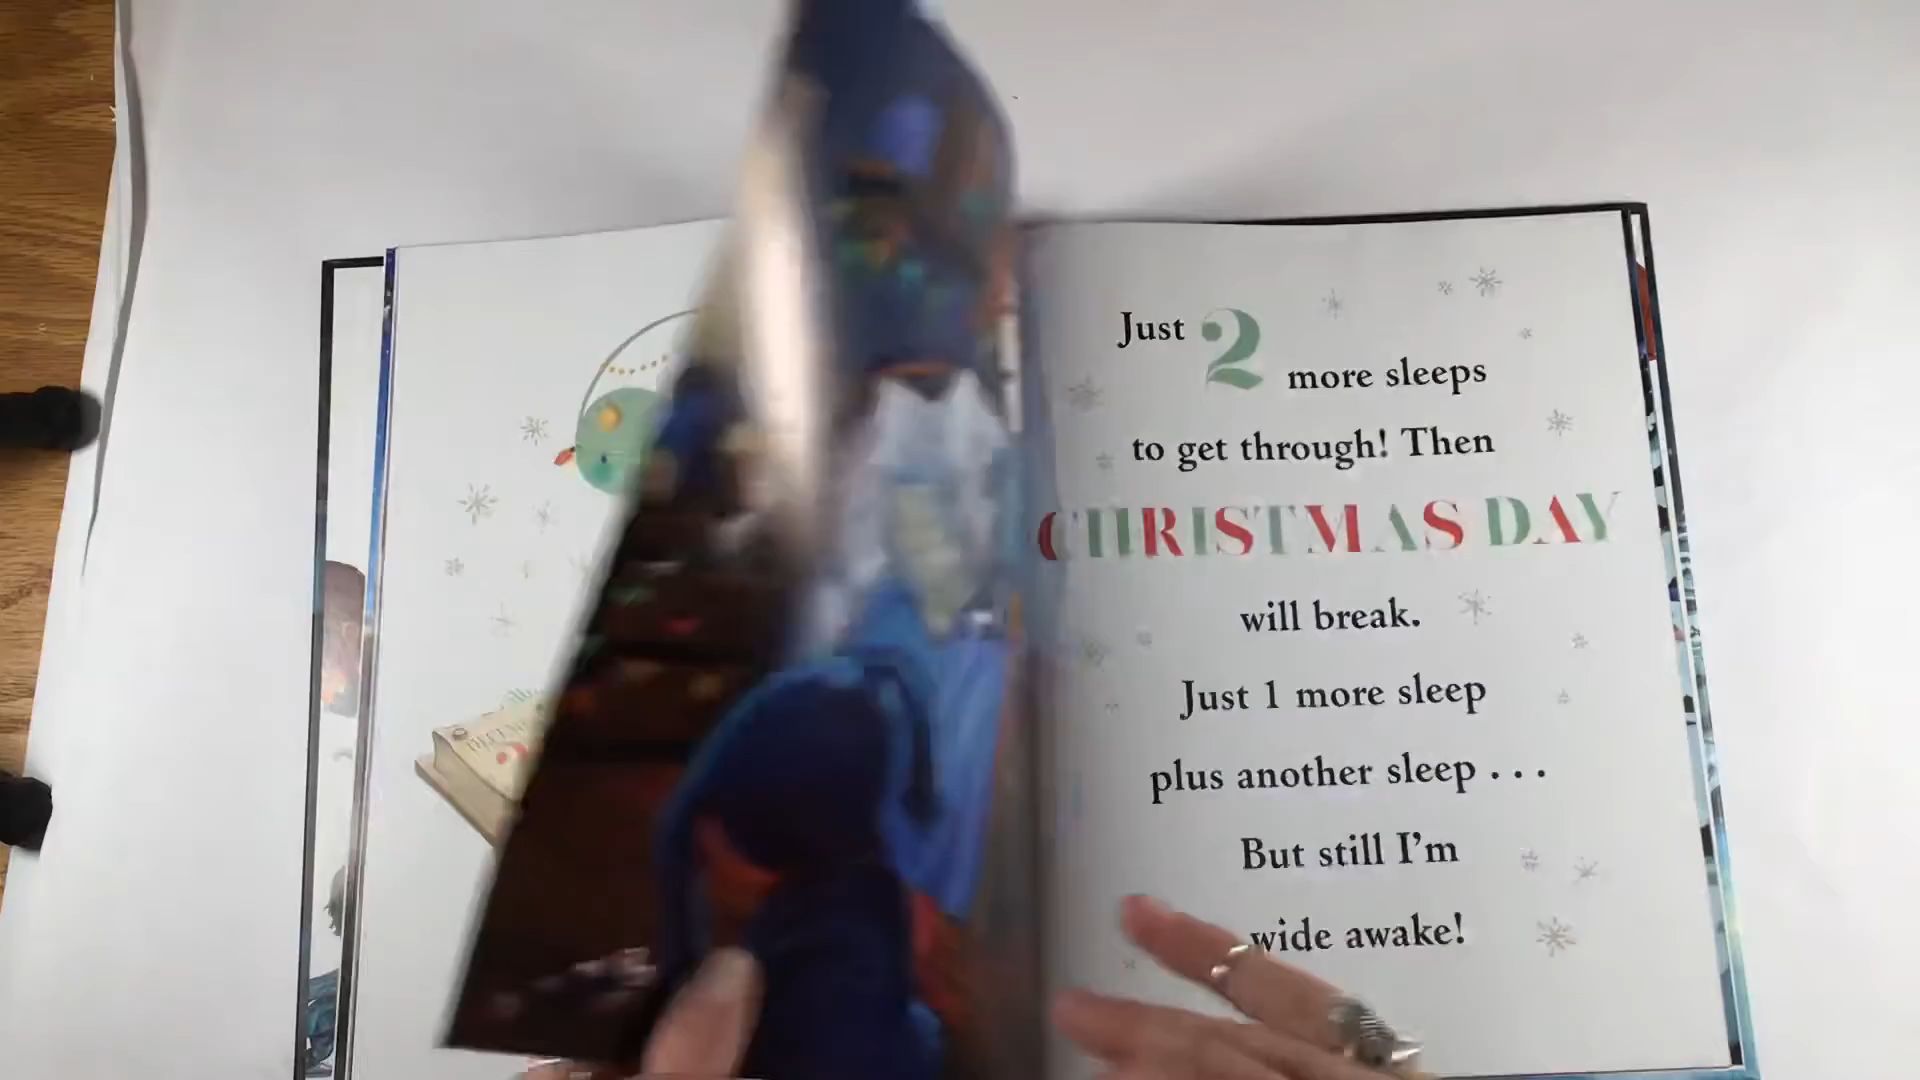 Just 2
more sleeps
to get through! Then
CHRISTMAS DAY
will break.
Just 1 more sleep
plus another sleep . . .
But still I'm
wide awake!